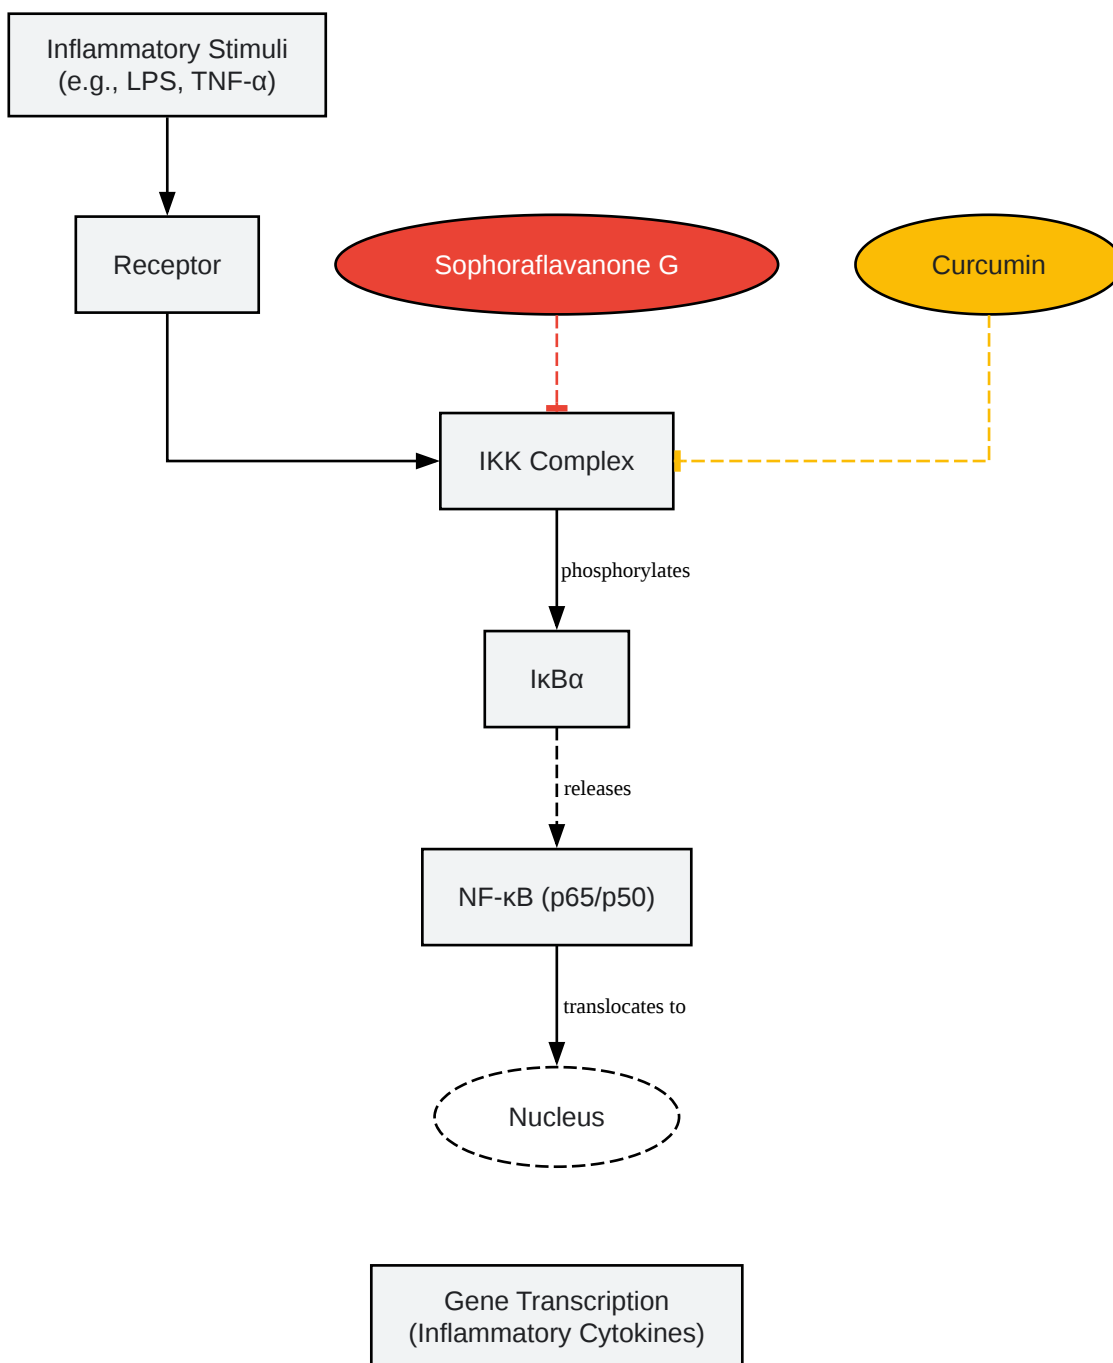 Inflammatory Stimuli
(e.g., LPS, TNF-α)
Receptor
Sophoraflavanone G
Curcumin
IKK Complex
phosphorylates
IκBα
releases
NF-κB (p65/p50)
translocates to
Nucleus
Gene Transcription
(Inflammatory Cytokines)